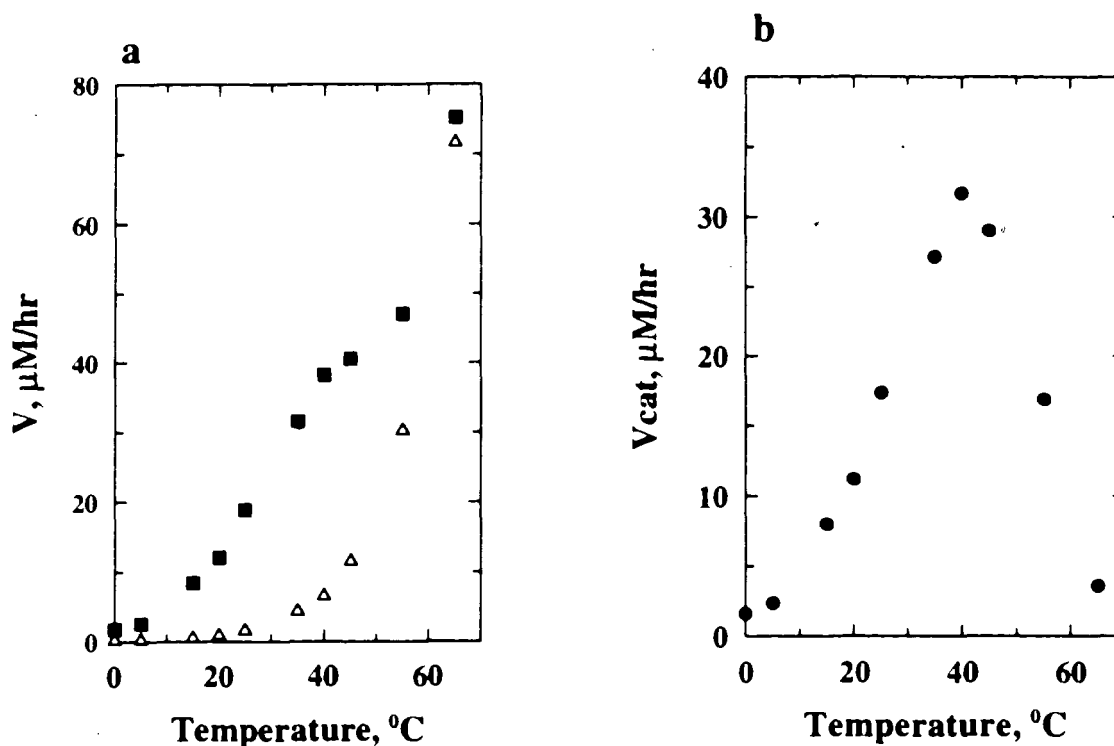 a
80
60
40
20
0
V, μM/hr
0 20 40 60
Temperature, ⁰C
b
40
30
20
10
0
Vcat, μM/hr
0 20 40 60
Temperature, ⁰C